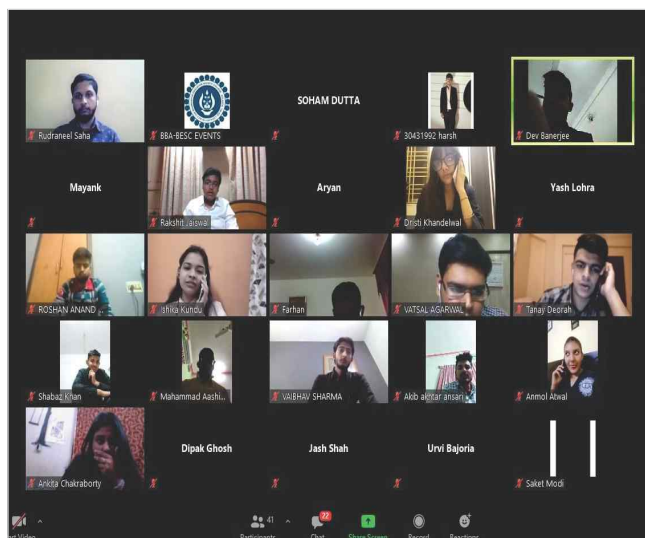 Rudraneel Saha
BBA-BESC EVENTS
SOHAM DUTTA
30431992 harsh
Dev Banerjee
Mayank
Rakshit Jaiswal
Aryan
Dristi Khandelwal
Yash Lohra
ROSHAN ANAND ...
Ishika Kundu
Farhan
VATSAL AGARWAL
Tanay Deorah
Shabaz Khan
Mahammad Aashi...
VAIBHAV SHARMA
Akib akhtar ansari
Anmol Atwal
Ankita Chakraborty
Dipak Ghosh
Jash Shah
Urvi Bajoria
Saket Modi
41
22
art Video
Participants
Chat
Share Screen
Record
Reactions